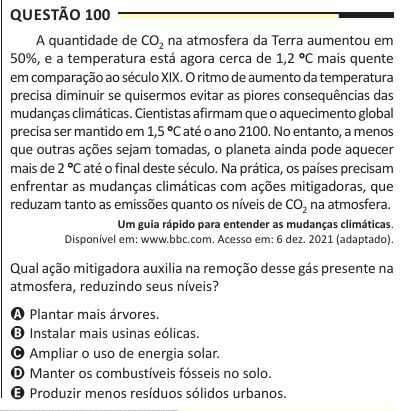 QUESTÃO 100
A quantidade de CO₂ na atmosfera da Terra aumentou em
50%, e a temperatura está agora cerca de 1,2 ºC mais quente
em comparação ao século XIX. O ritmo de aumento da temperatura
precisa diminuir se quisermos evitar as piores consequências das
mudanças climáticas. Cientistas afirmam que o aquecimento global
precisa ser mantido em 1,5 ºC até o ano 2100. No entanto, a menos
que outras ações sejam tomadas, o planeta ainda pode aquecer
mais de 2 ºC até o final deste século. Na prática, os países precisam
enfrentar as mudanças climáticas com ações mitigadoras, que
reduzam tanto as emissões quanto os níveis de CO₂ na atmosfera.
Um guia rápido para entender as mudanças climáticas.
Disponível em: www.bbc.com. Acesso em: 6 dez. 2021 (adaptado).
Qual ação mitigadora auxilia na remoção desse gás presente na
atmosfera, reduzindo seus níveis?
A Plantar mais árvores.
B Instalar mais usinas eólicas.
C Ampliar o uso de energia solar.
D Manter os combustíveis fósseis no solo.
E Produzir menos resíduos sólidos urbanos.